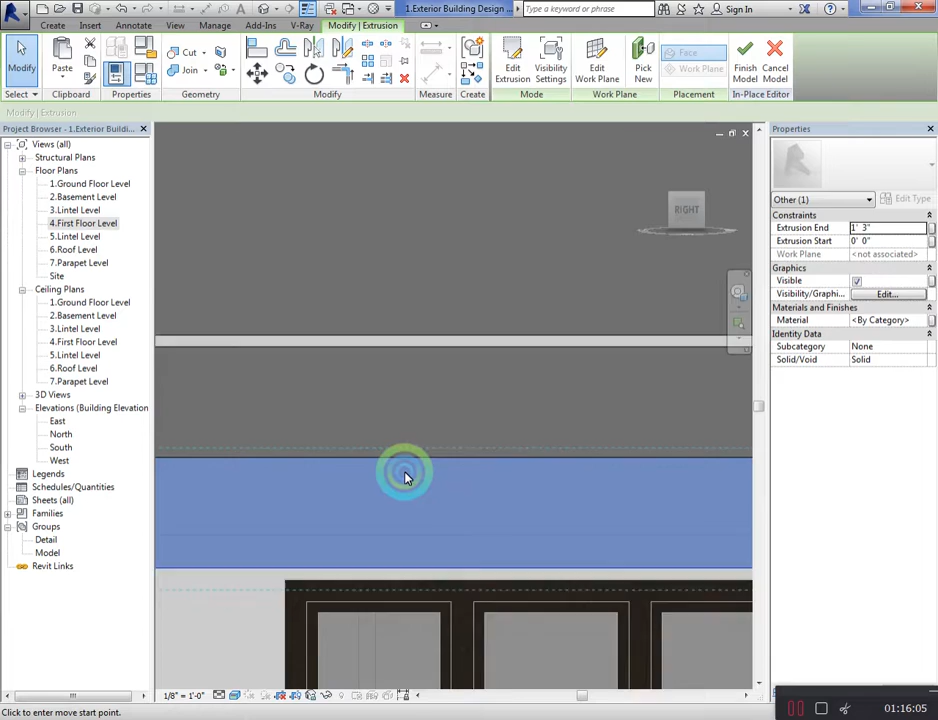 1.Exterior Building Design ...
Type a keyword or phrase
Sign In
Create
Insert
Annotate
View
Manage
Add-Ins
V-Ray
Modify | Extrusion
Modify
Paste
Cut
Join
Edit Extrusion
Visibility Settings
Edit Work Plane
Pick New
Face
Work Plane
Finish Model
Cancel Model
Select
Properties
Clipboard
Geometry
Modify
Measure
Create
Mode
Work Plane
Placement
In-Place Editor
Modify | Extrusion
Project Browser - 1.Exterior Buildi...
Views (all)
Structural Plans
Floor Plans
1.Ground Floor Level
2.Basement Level
3.Lintel Level
4.First Floor Level
5.Lintel Level
6.Roof Level
7.Parapet Level
Site
Ceiling Plans
1.Ground Floor Level
2.Basement Level
3.Lintel Level
4.First Floor Level
5.Lintel Level
6.Roof Level
7.Parapet Level
3D Views
Elevations (Building Elevation
East
North
South
West
Legends
Schedules/Quantities
Sheets (all)
Families
Groups
Detail
Model
Revit Links
RIGHT
Properties
Other (1)
Edit Type
Constraints
Extrusion End
1' 3"
Extrusion Start
0' 0"
Work Plane
<not associated>
Graphics
Visible
Visibility/Graphi...
Edit...
Materials and Finishes
Material
<By Category>
Identity Data
Subcategory
None
Solid/Void
Solid
1/8" = 1'-0"
Click to enter move start point.
01:16:05